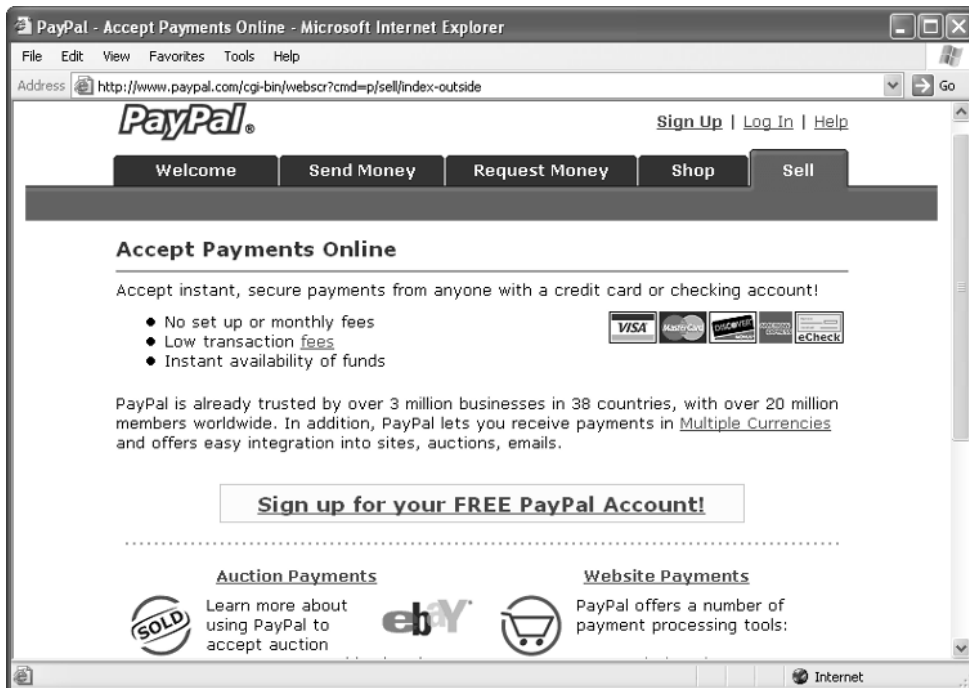 PayPal - Accept Payments Online - Microsoft Internet Explorer
File Edit View Favorites Tools Help
Address http://www.paypal.com/cgi-bin/webscr?cmd=p/sell/index-outside Go
PayPal®
Sign Up | Log In | Help
Welcome Send Money Request Money Shop Sell
Accept Payments Online
Accept instant, secure payments from anyone with a credit card or checking account!
• No set up or monthly fees
• Low transaction fees
• Instant availability of funds
VISA MasterCard DISCOVER AMERICAN EXPRESS eCheck
PayPal is already trusted by over 3 million businesses in 38 countries, with over 20 million
members worldwide. In addition, PayPal lets you receive payments in Multiple Currencies
and offers easy integration into sites, auctions, emails.
Sign up for your FREE PayPal Account!
Auction Payments
SOLD
Learn more about
using PayPal to
accept auction
ebay
Website Payments
PayPal offers a number of
payment processing tools:
Internet